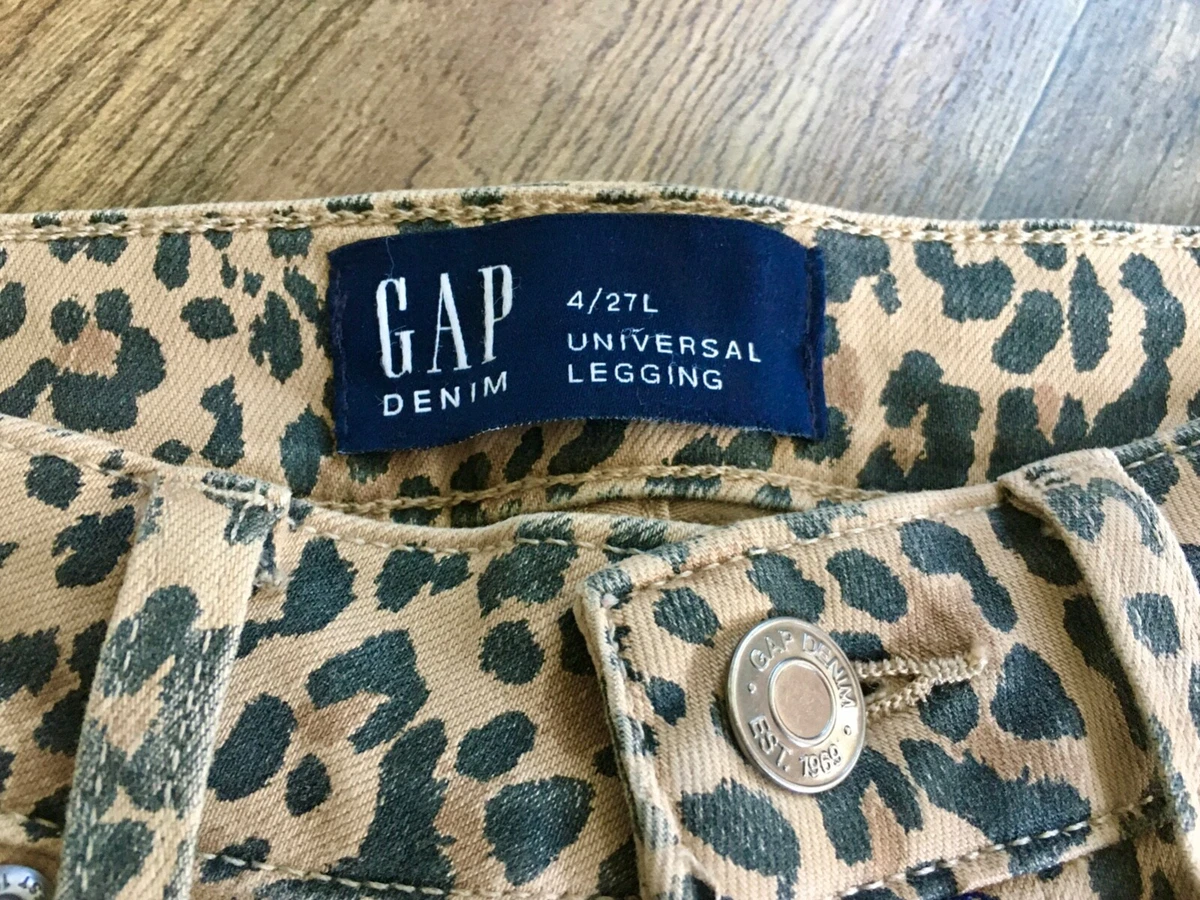 GAP
DENIM
4/27L
UNIVERSAL
LEGGING
GAP DENIM
EST. 1969